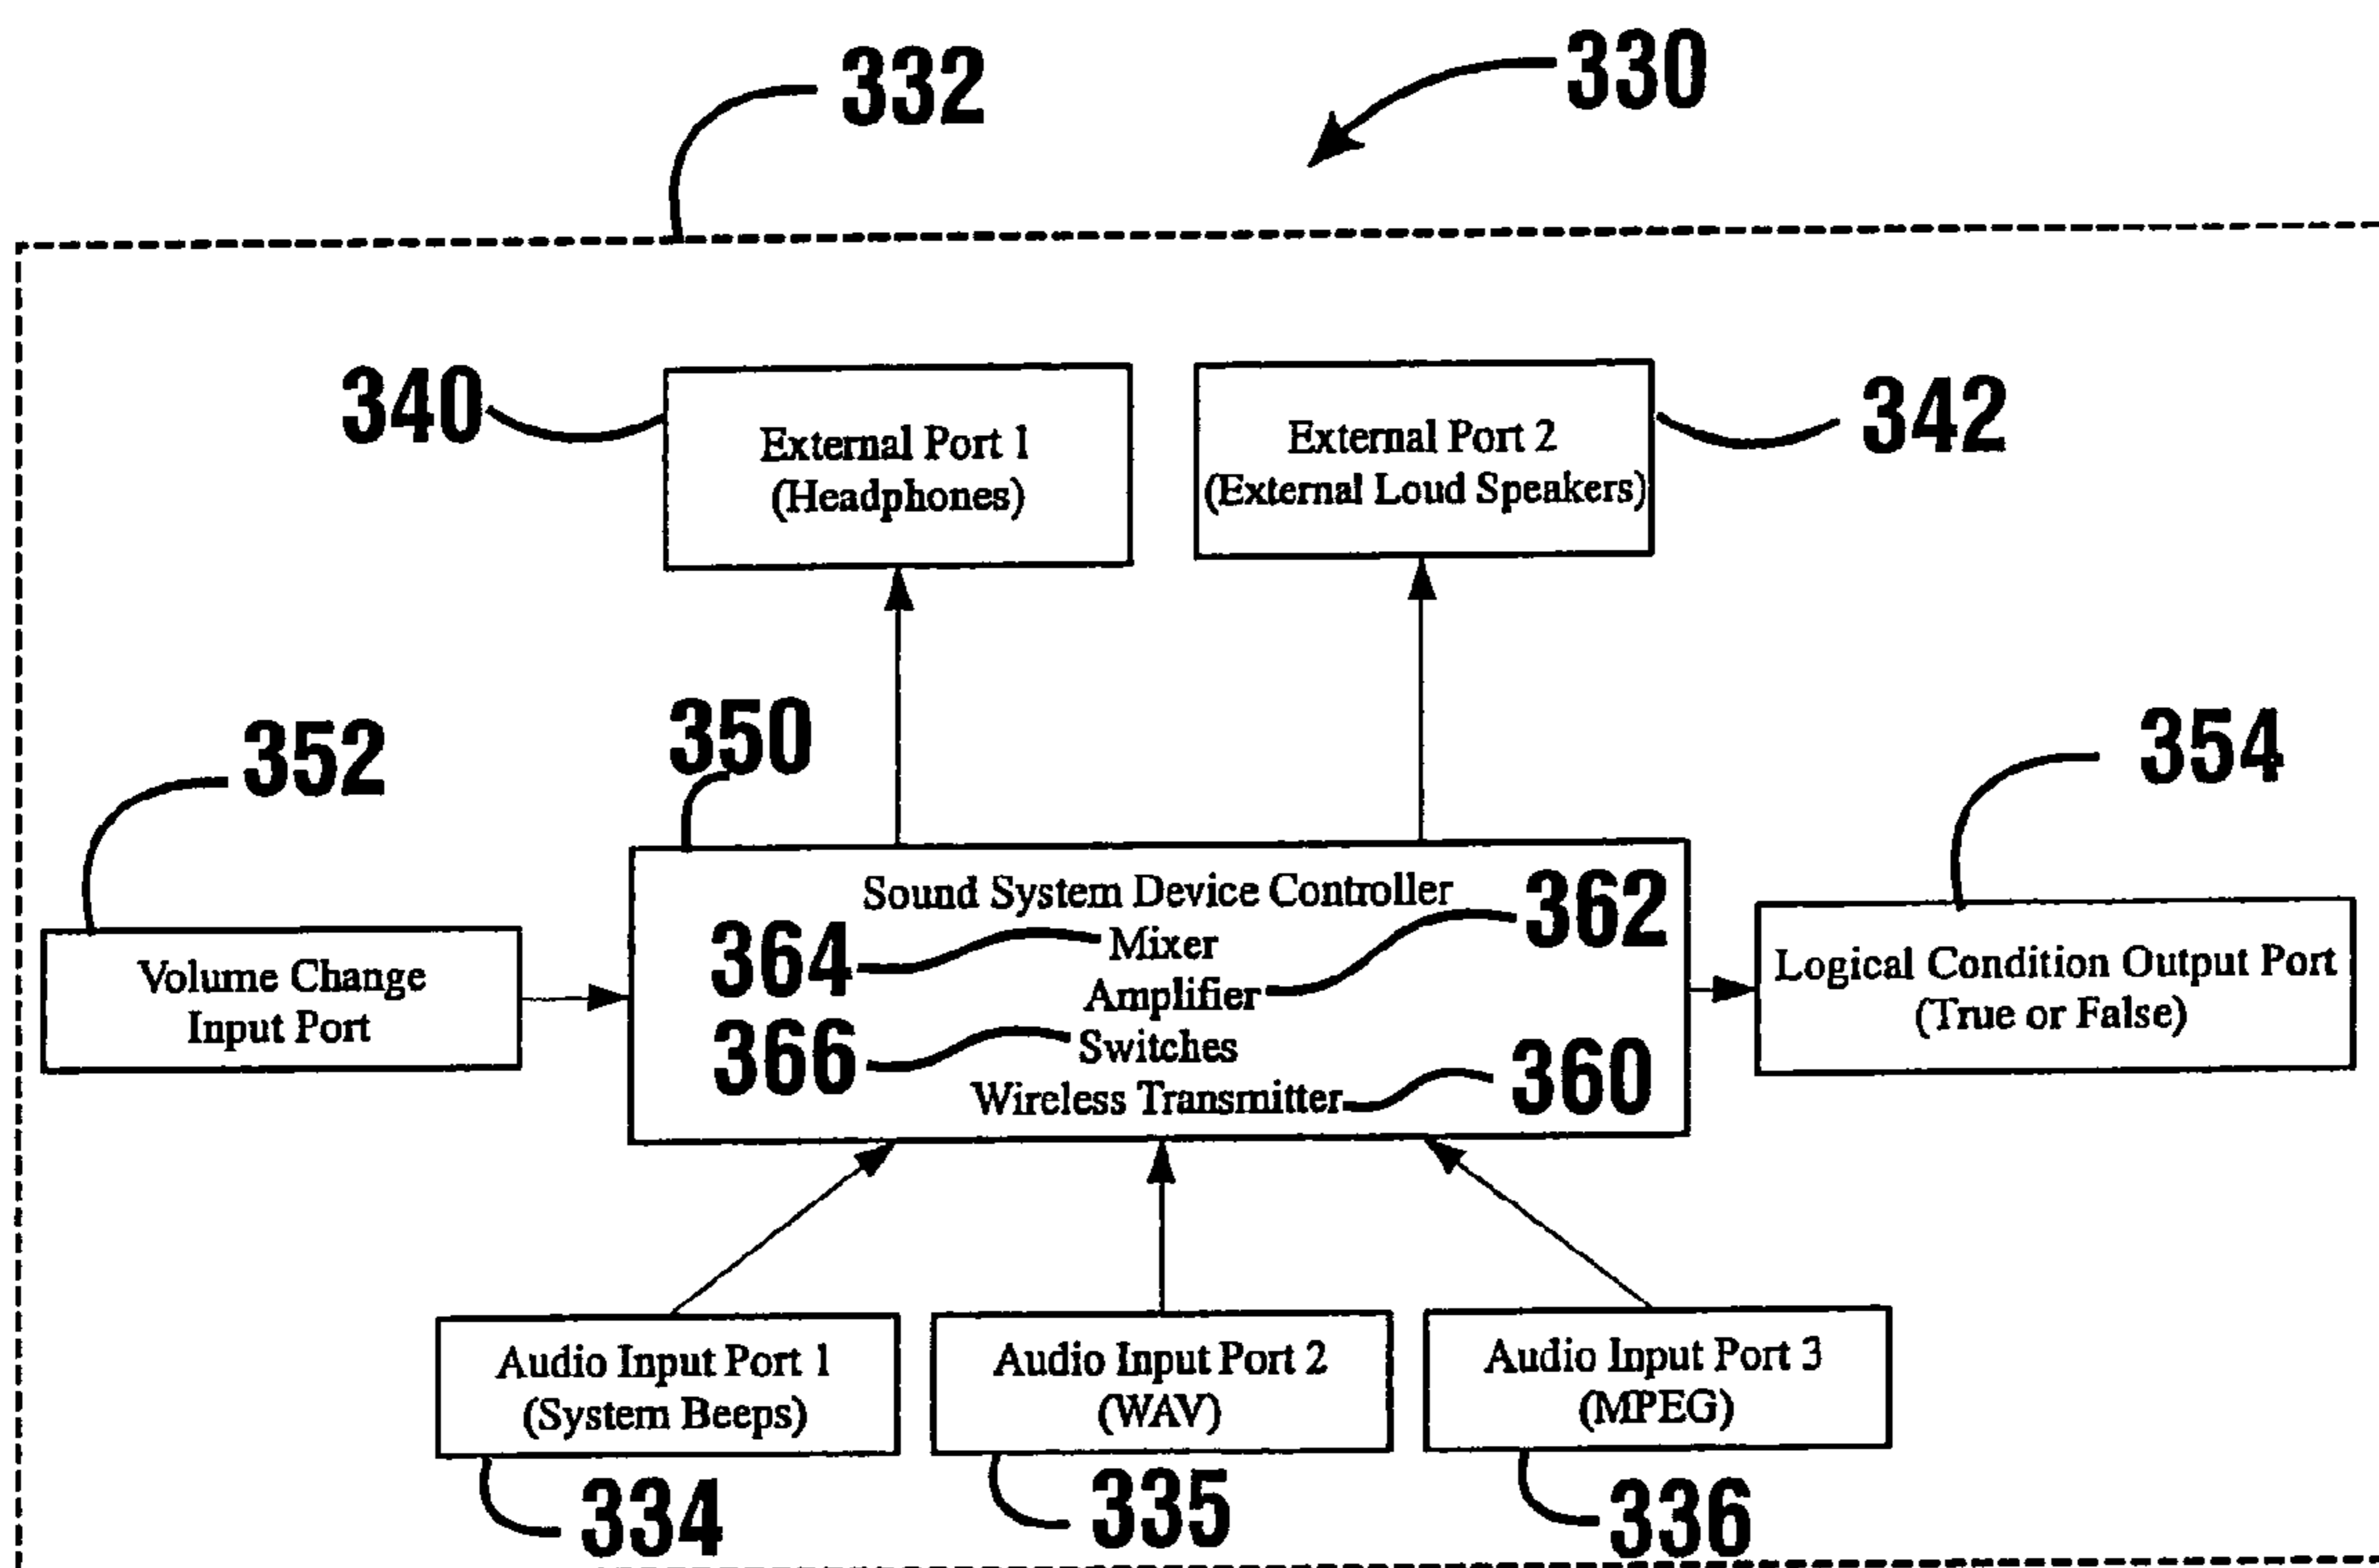 332
330
340
External Port 1
(Headphones)
External Port 2
(External Loud Speakers)
342
352
350
354
Volume Change
Input Port
Sound System Device Controller
362
364
Mixer
Amplifier
366
Switches
360
Wireless Transmitter
Logical Condition Output Port
(True or False)
Audio Input Port 1
(System Beeps)
Audio Input Port 2
(WAV)
Audio Input Port 3
(MPEG)
334
335
336